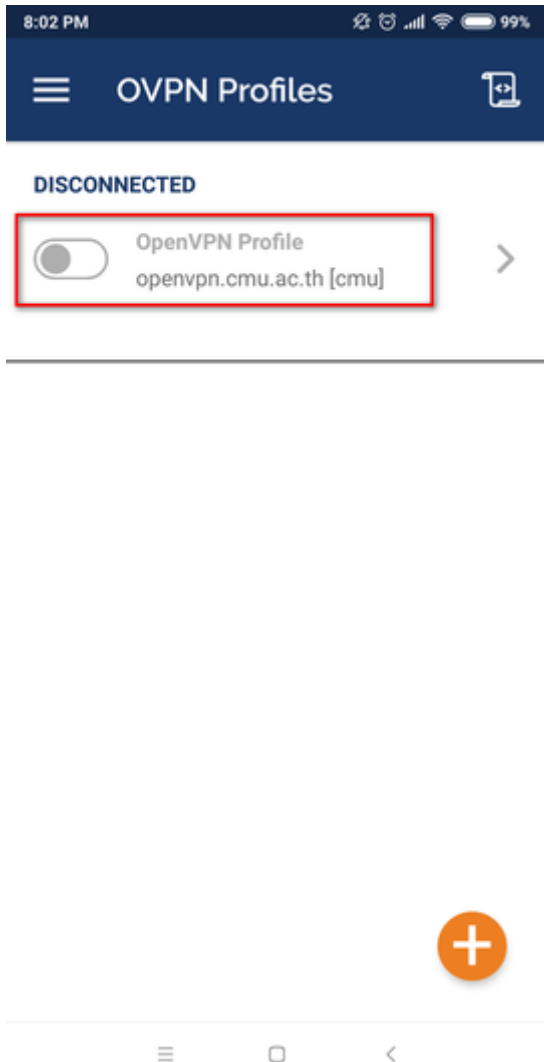 8:02 PM 99%
OVPN Profiles
DISCONNECTED
OpenVPN Profile
openvpn.cmu.ac.th [cmu]